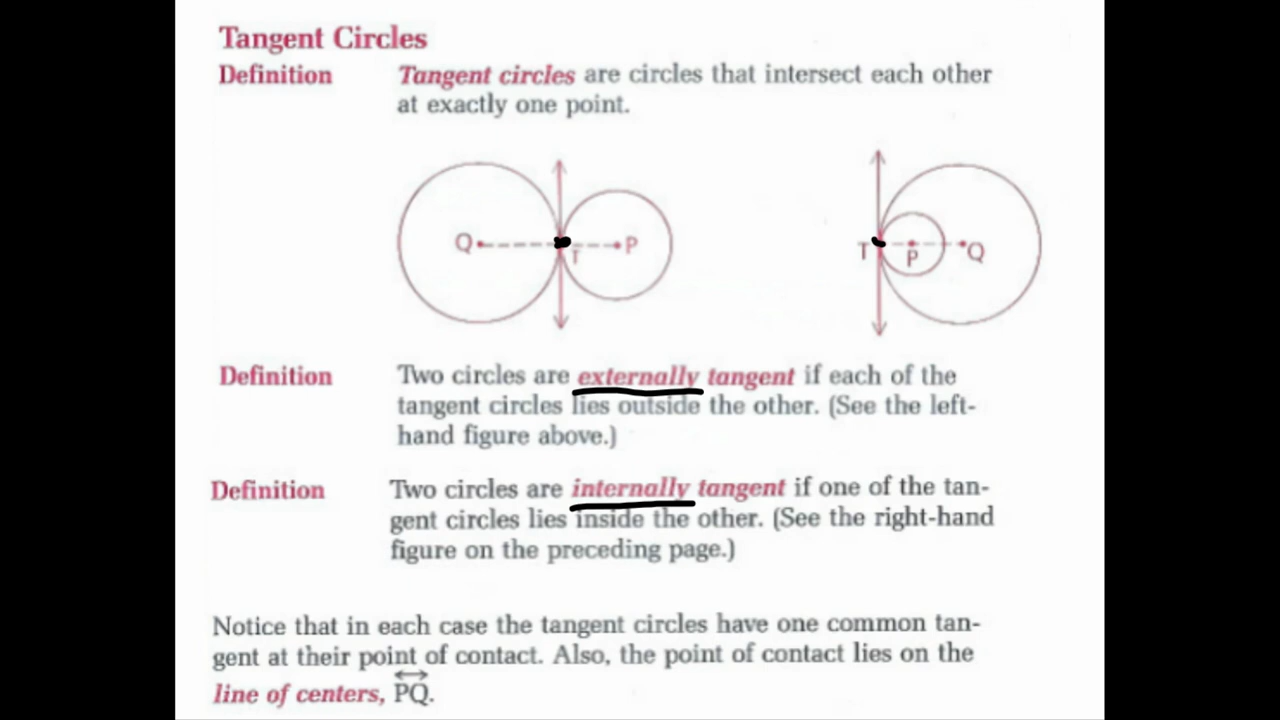 Tangent Circles
Definition Tangent circles are circles that intersect each other
at exactly one point.
Q T P
T P Q
Definition Two circles are externally tangent if each of the
tangent circles lies outside the other. (See the left-
hand figure above.)
Definition Two circles are internally tangent if one of the tan-
gent circles lies inside the other. (See the right-hand
figure on the preceding page.)
Notice that in each case the tangent circles have one common tan-
gent at their point of contact. Also, the point of contact lies on the
line of centers, PQ.